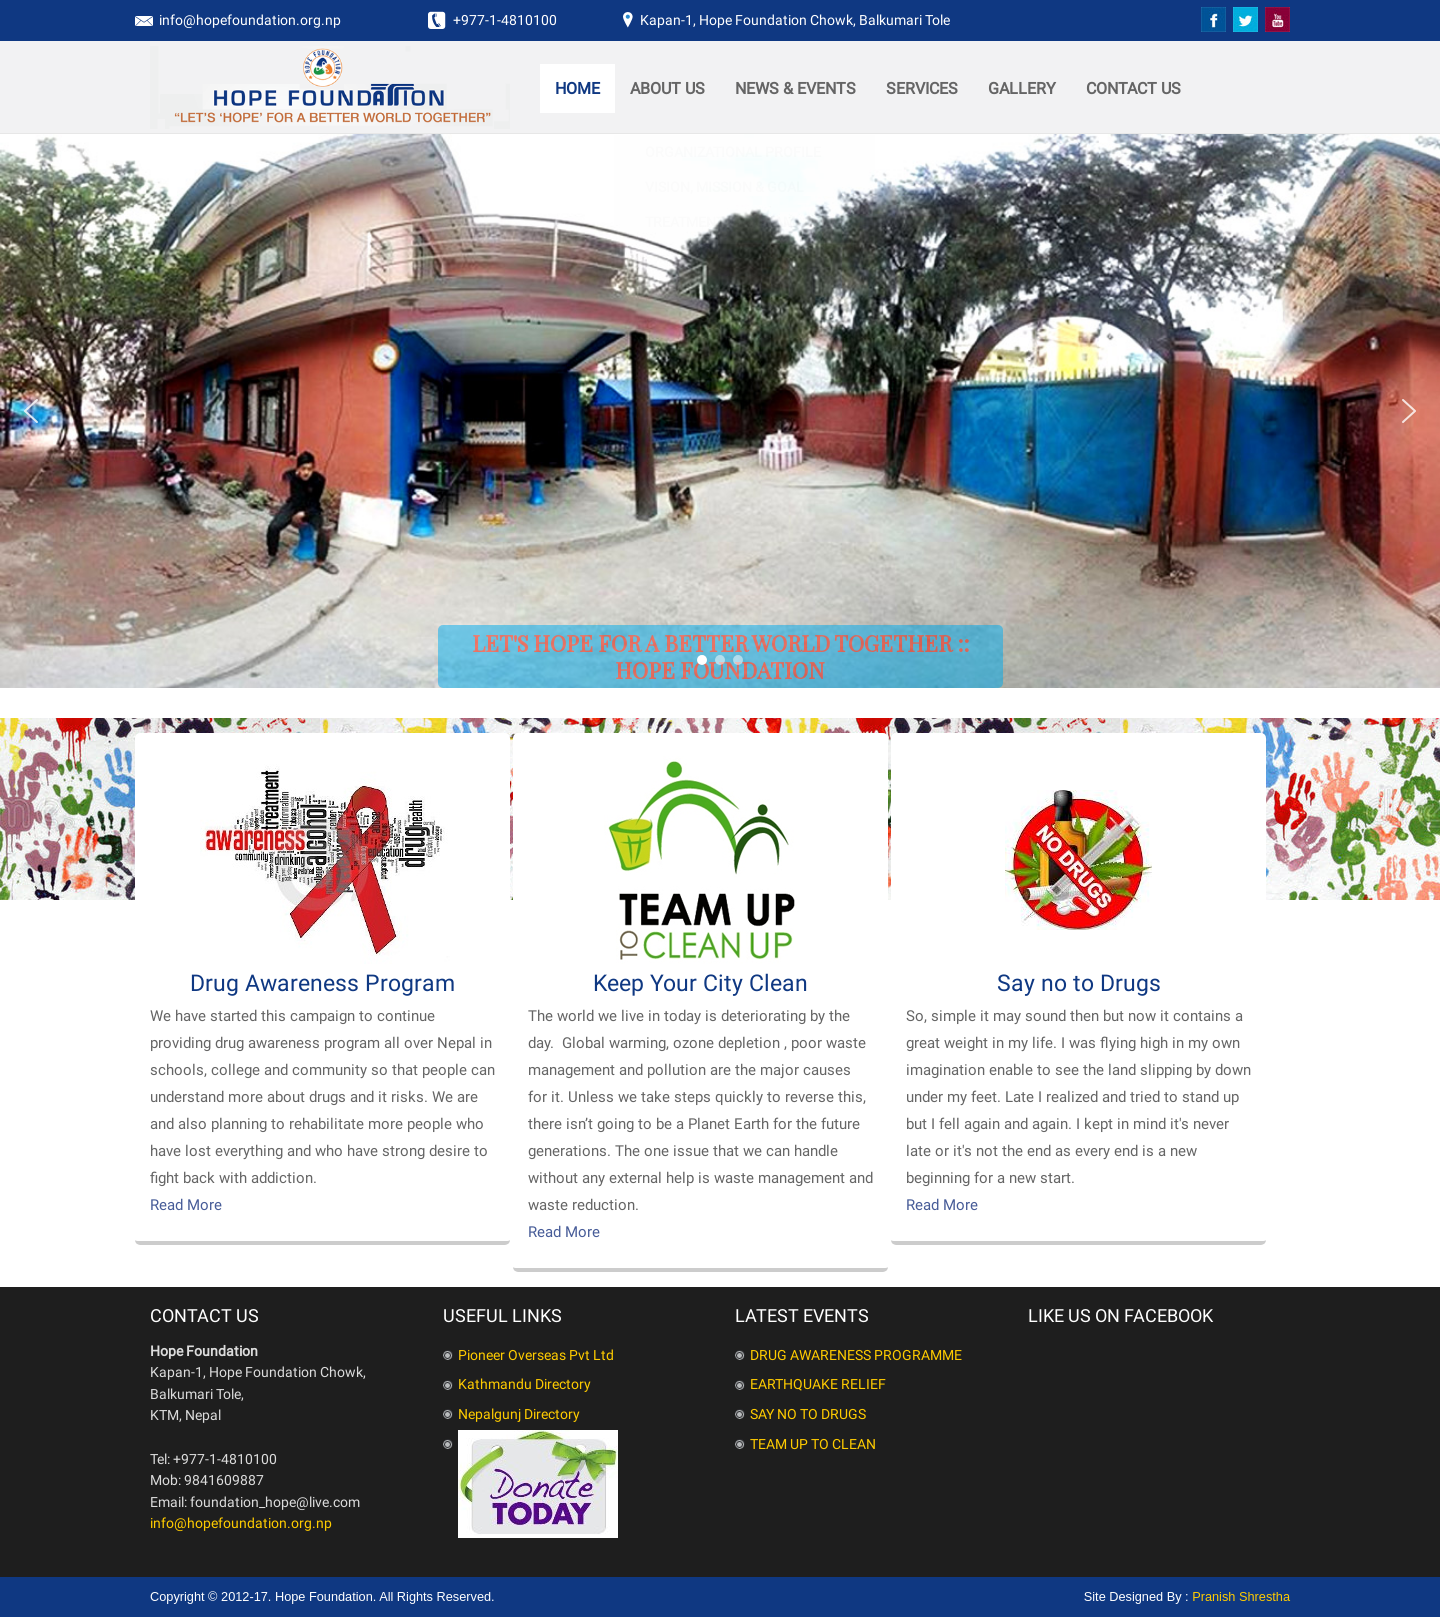 info@hopefoundation.org.np
+977-1-4810100
Kapan-1, Hope Foundation Chowk, Balkumari Tole
HOPE FOUNDATION
"LET'S 'HOPE' FOR A BETTER WORLD TOGETHER"
HOME
ABOUT US
NEWS & EVENTS
SERVICES
GALLERY
CONTACT US
HOPE FOUNDATION
LET'S HOPE FOR A BETTER WORLD TOGETHER ::
HOPE FOUNDATION
awareness
treatment
information
alcohol
drug
health
community
drinking
education
TEAM UP
TO CLEAN UP
NO DRUGS
Drug Awareness Program
We have started this campaign to continue
providing drug awareness program all over Nepal in
schools, college and community so that people can
understand more about drugs and it risks. We are
and also planning to rehabilitate more people who
have lost everything and who have strong desire to
fight back with addiction.
Read More
Keep Your City Clean
The world we live in today is deteriorating by the
day.  Global warming, ozone depletion , poor waste
management and pollution are the major causes
for it. Unless we take steps quickly to reverse this,
there isn’t going to be a Planet Earth for the future
generations. The one issue that we can handle
without any external help is waste management and
waste reduction.
Read More
Say no to Drugs
So, simple it may sound then but now it contains a
great weight in my life. I was flying high in my own
imagination enable to see the land slipping by down
under my feet. Late I realized and tried to stand up
but I fell again and again. I kept in mind it's never
late or it's not the end as every end is a new
beginning for a new start.
Read More
CONTACT US
Hope Foundation
Kapan-1, Hope Foundation Chowk,
Balkumari Tole,
KTM, Nepal
Tel: +977-1-4810100
Mob: 9841609887
Email: foundation_hope@live.com
info@hopefoundation.org.np
USEFUL LINKS
Pioneer Overseas Pvt Ltd
Kathmandu Directory
Nepalgunj Directory
Donate
TODAY
LATEST EVENTS
DRUG AWARENESS PROGRAMME
EARTHQUAKE RELIEF
SAY NO TO DRUGS
TEAM UP TO CLEAN
LIKE US ON FACEBOOK
Copyright © 2012-17. Hope Foundation. All Rights Reserved.
Site Designed By : Pranish Shrestha